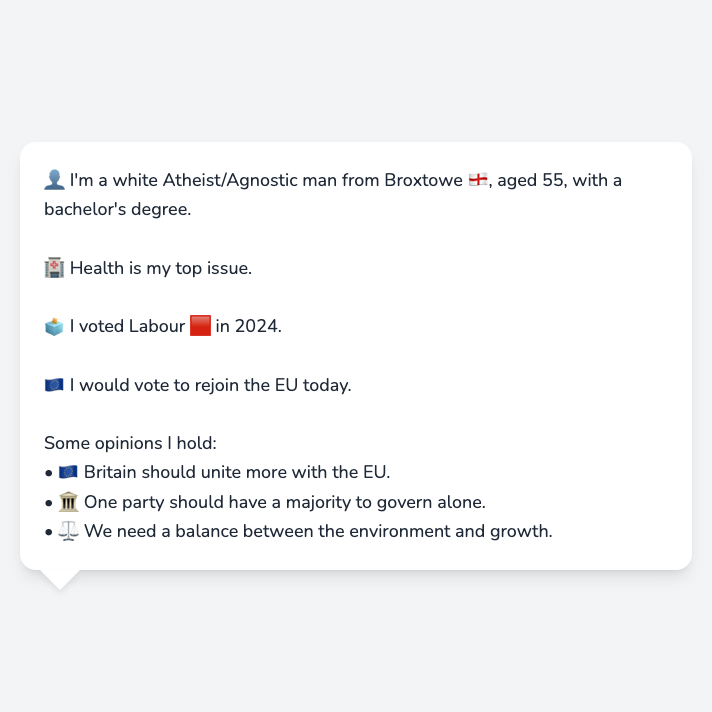 👤 I'm a white Atheist/Agnostic man from Broxtowe 🏴󠁧󠁢󠁥󠁮󠁧󠁿, aged 55, with a
bachelor's degree.
🏥 Health is my top issue.
🗳️ I voted Labour 🟥 in 2024.
🇪🇺 I would vote to rejoin the EU today.
Some opinions I hold:
• 🇪🇺 Britain should unite more with the EU.
• 🏛️ One party should have a majority to govern alone.
• ⚖️ We need a balance between the environment and growth.